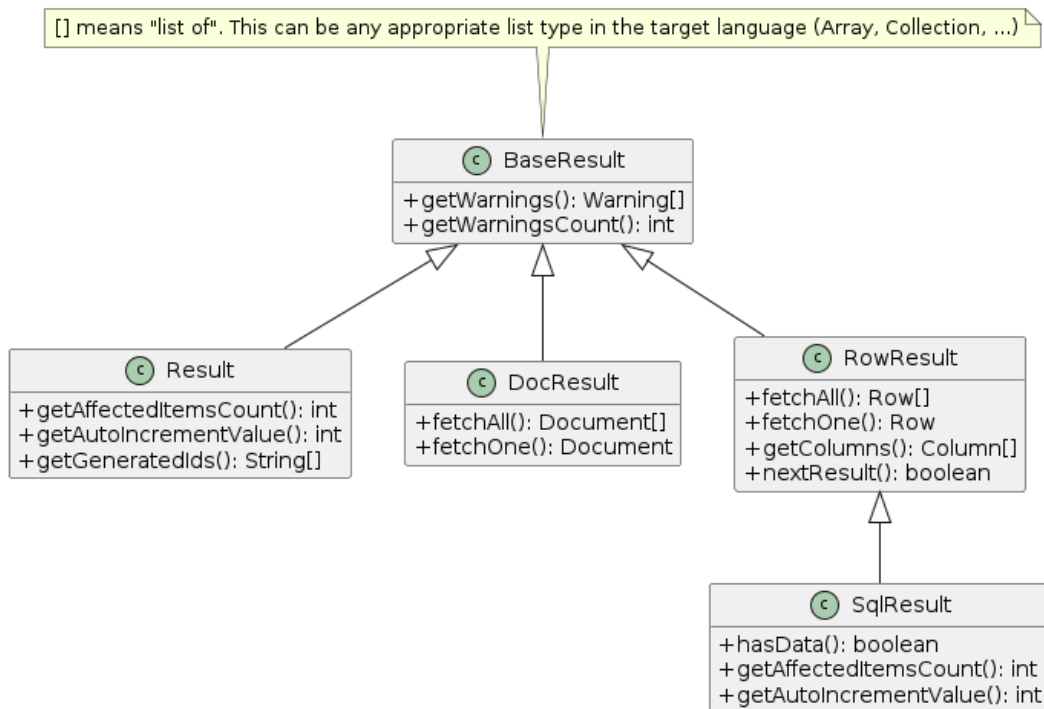 [] means "list of". This can be any appropriate list type in the target language (Array, Collection, ...)
C BaseResult
+getWarnings(): Warning[]
+getWarningsCount(): int
C Result
+getAffectedItemsCount(): int
+getAutoIncrementValue(): int
+getGeneratedIds(): String[]
C DocResult
+fetchAll(): Document[]
+fetchOne(): Document
C RowResult
+fetchAll(): Row[]
+fetchOne(): Row
+getColumns(): Column[]
+nextResult(): boolean
C SqlResult
+hasData(): boolean
+getAffectedItemsCount(): int
+getAutoIncrementValue(): int